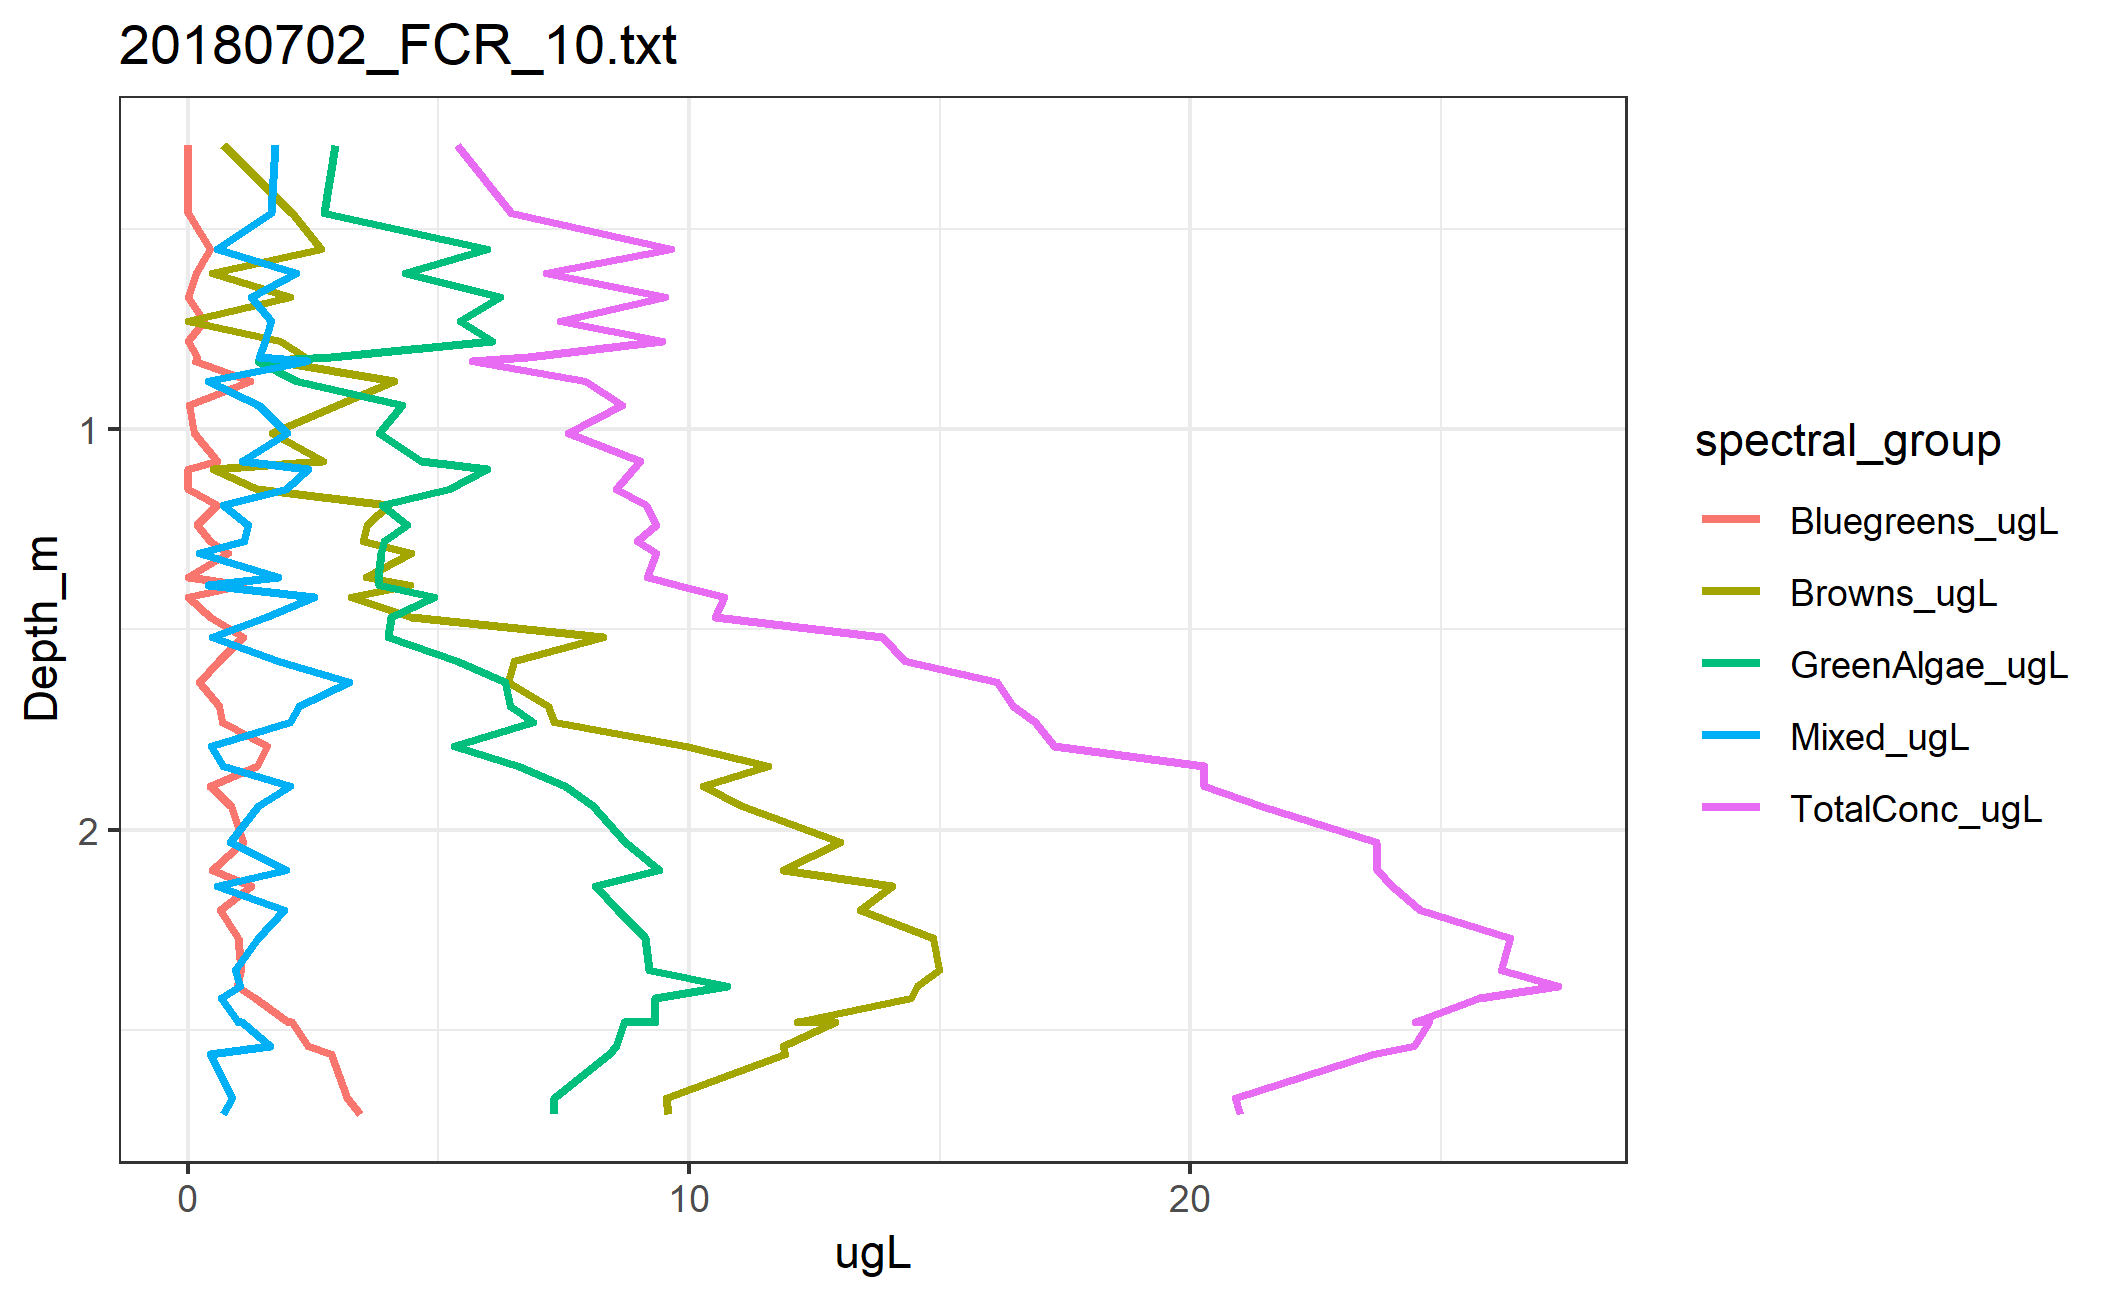 20180702_FCR_10.txt
Depth_m
1
2
0
10
20
ugL
spectral_group
Bluegreens_ugL
Browns_ugL
GreenAlgae_ugL
Mixed_ugL
TotalConc_ugL